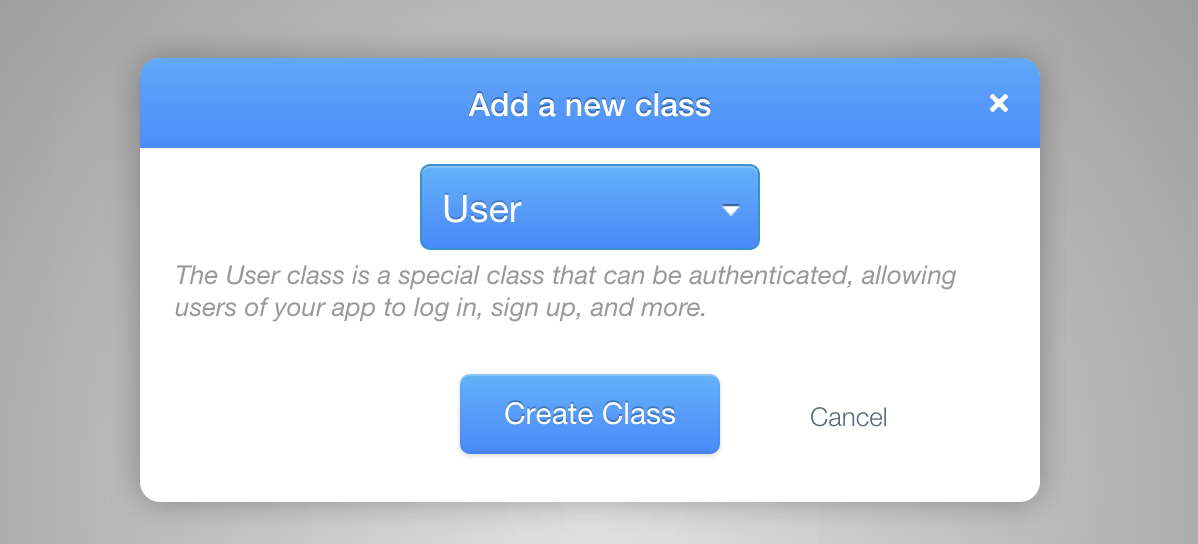 Add a new class
User
The User class is a special class that can be authenticated, allowing
users of your app to log in, sign up, and more.
Create Class
Cancel